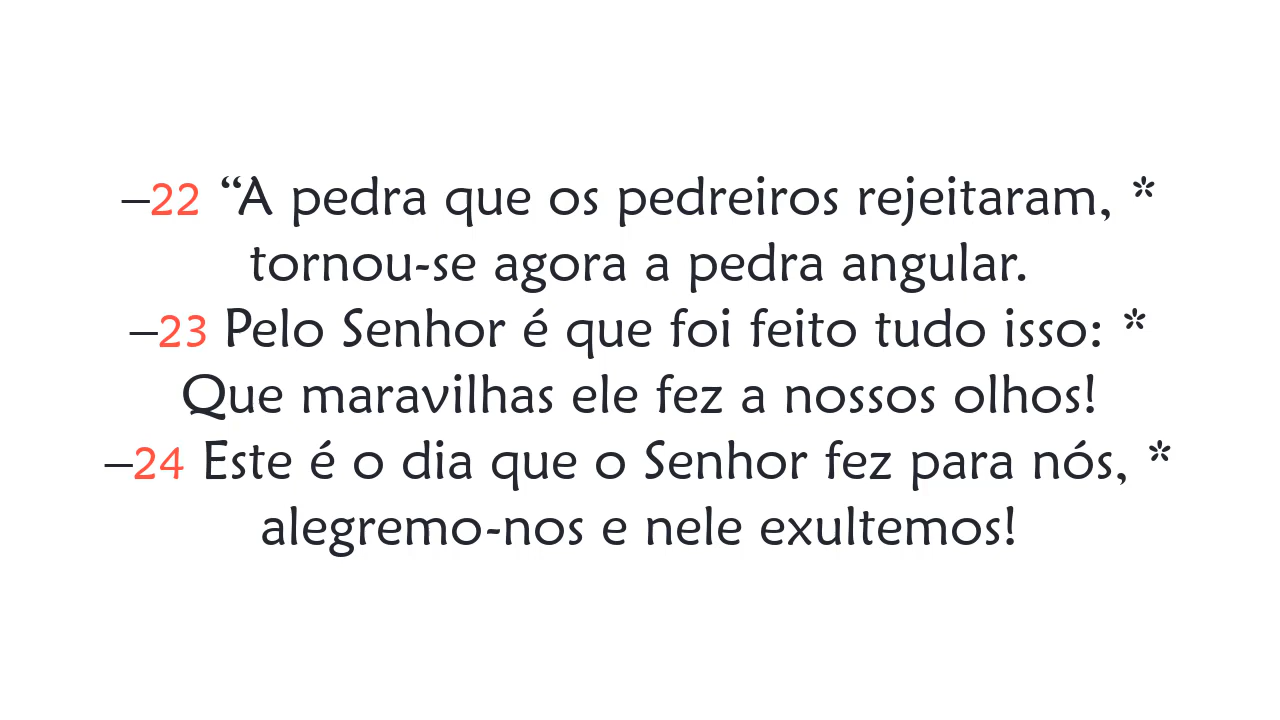 –22 “A pedra que os pedreiros rejeitaram, *
tornou-se agora a pedra angular.
–23 Pelo Senhor é que foi feito tudo isso: *
Que maravilhas ele fez a nossos olhos!
–24 Este é o dia que o Senhor fez para nós, *
alegremo-nos e nele exultemos!